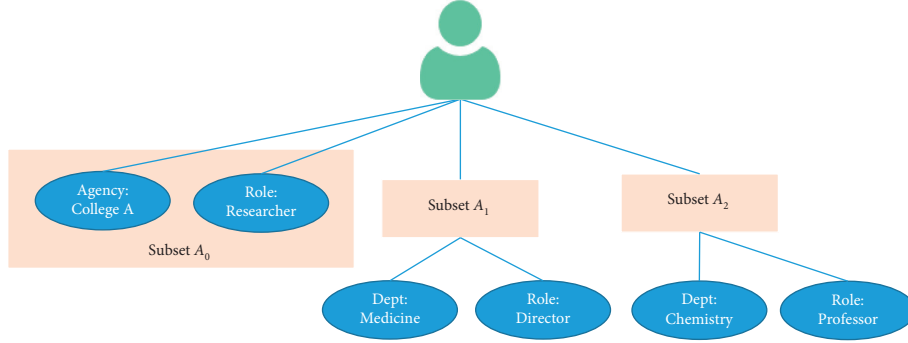 Agency:
College A
Role:
Researcher
Subset A₀
Subset A₁
Subset A₂
Dept:
Medicine
Role:
Director
Dept:
Chemistry
Role:
Professor